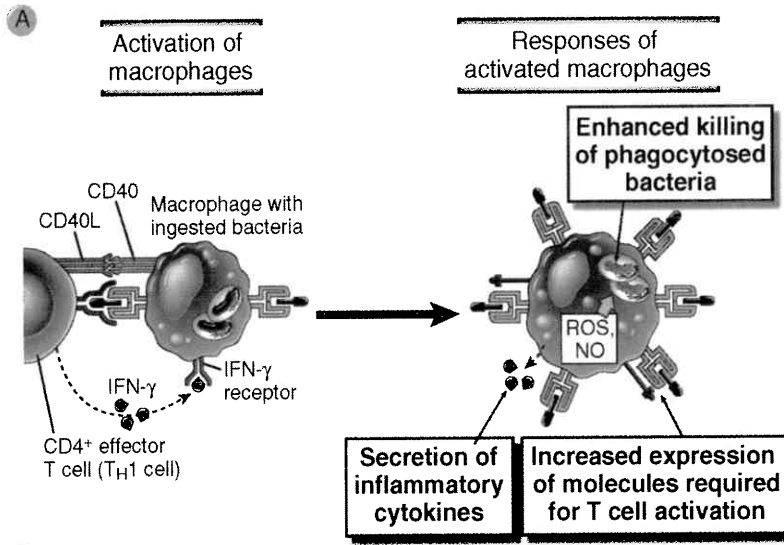 A
Activation of
macrophages
Responses of
activated macrophages
Enhanced killing
of phagocytosed
bacteria
CD40
CD40L
Macrophage with
ingested bacteria
ROS,
NO
IFN-γ
IFN-γ
receptor
CD4+ effector
T cell (TH1 cell)
Secretion of
inflammatory
cytokines
Increased expression
of molecules required
for T cell activation